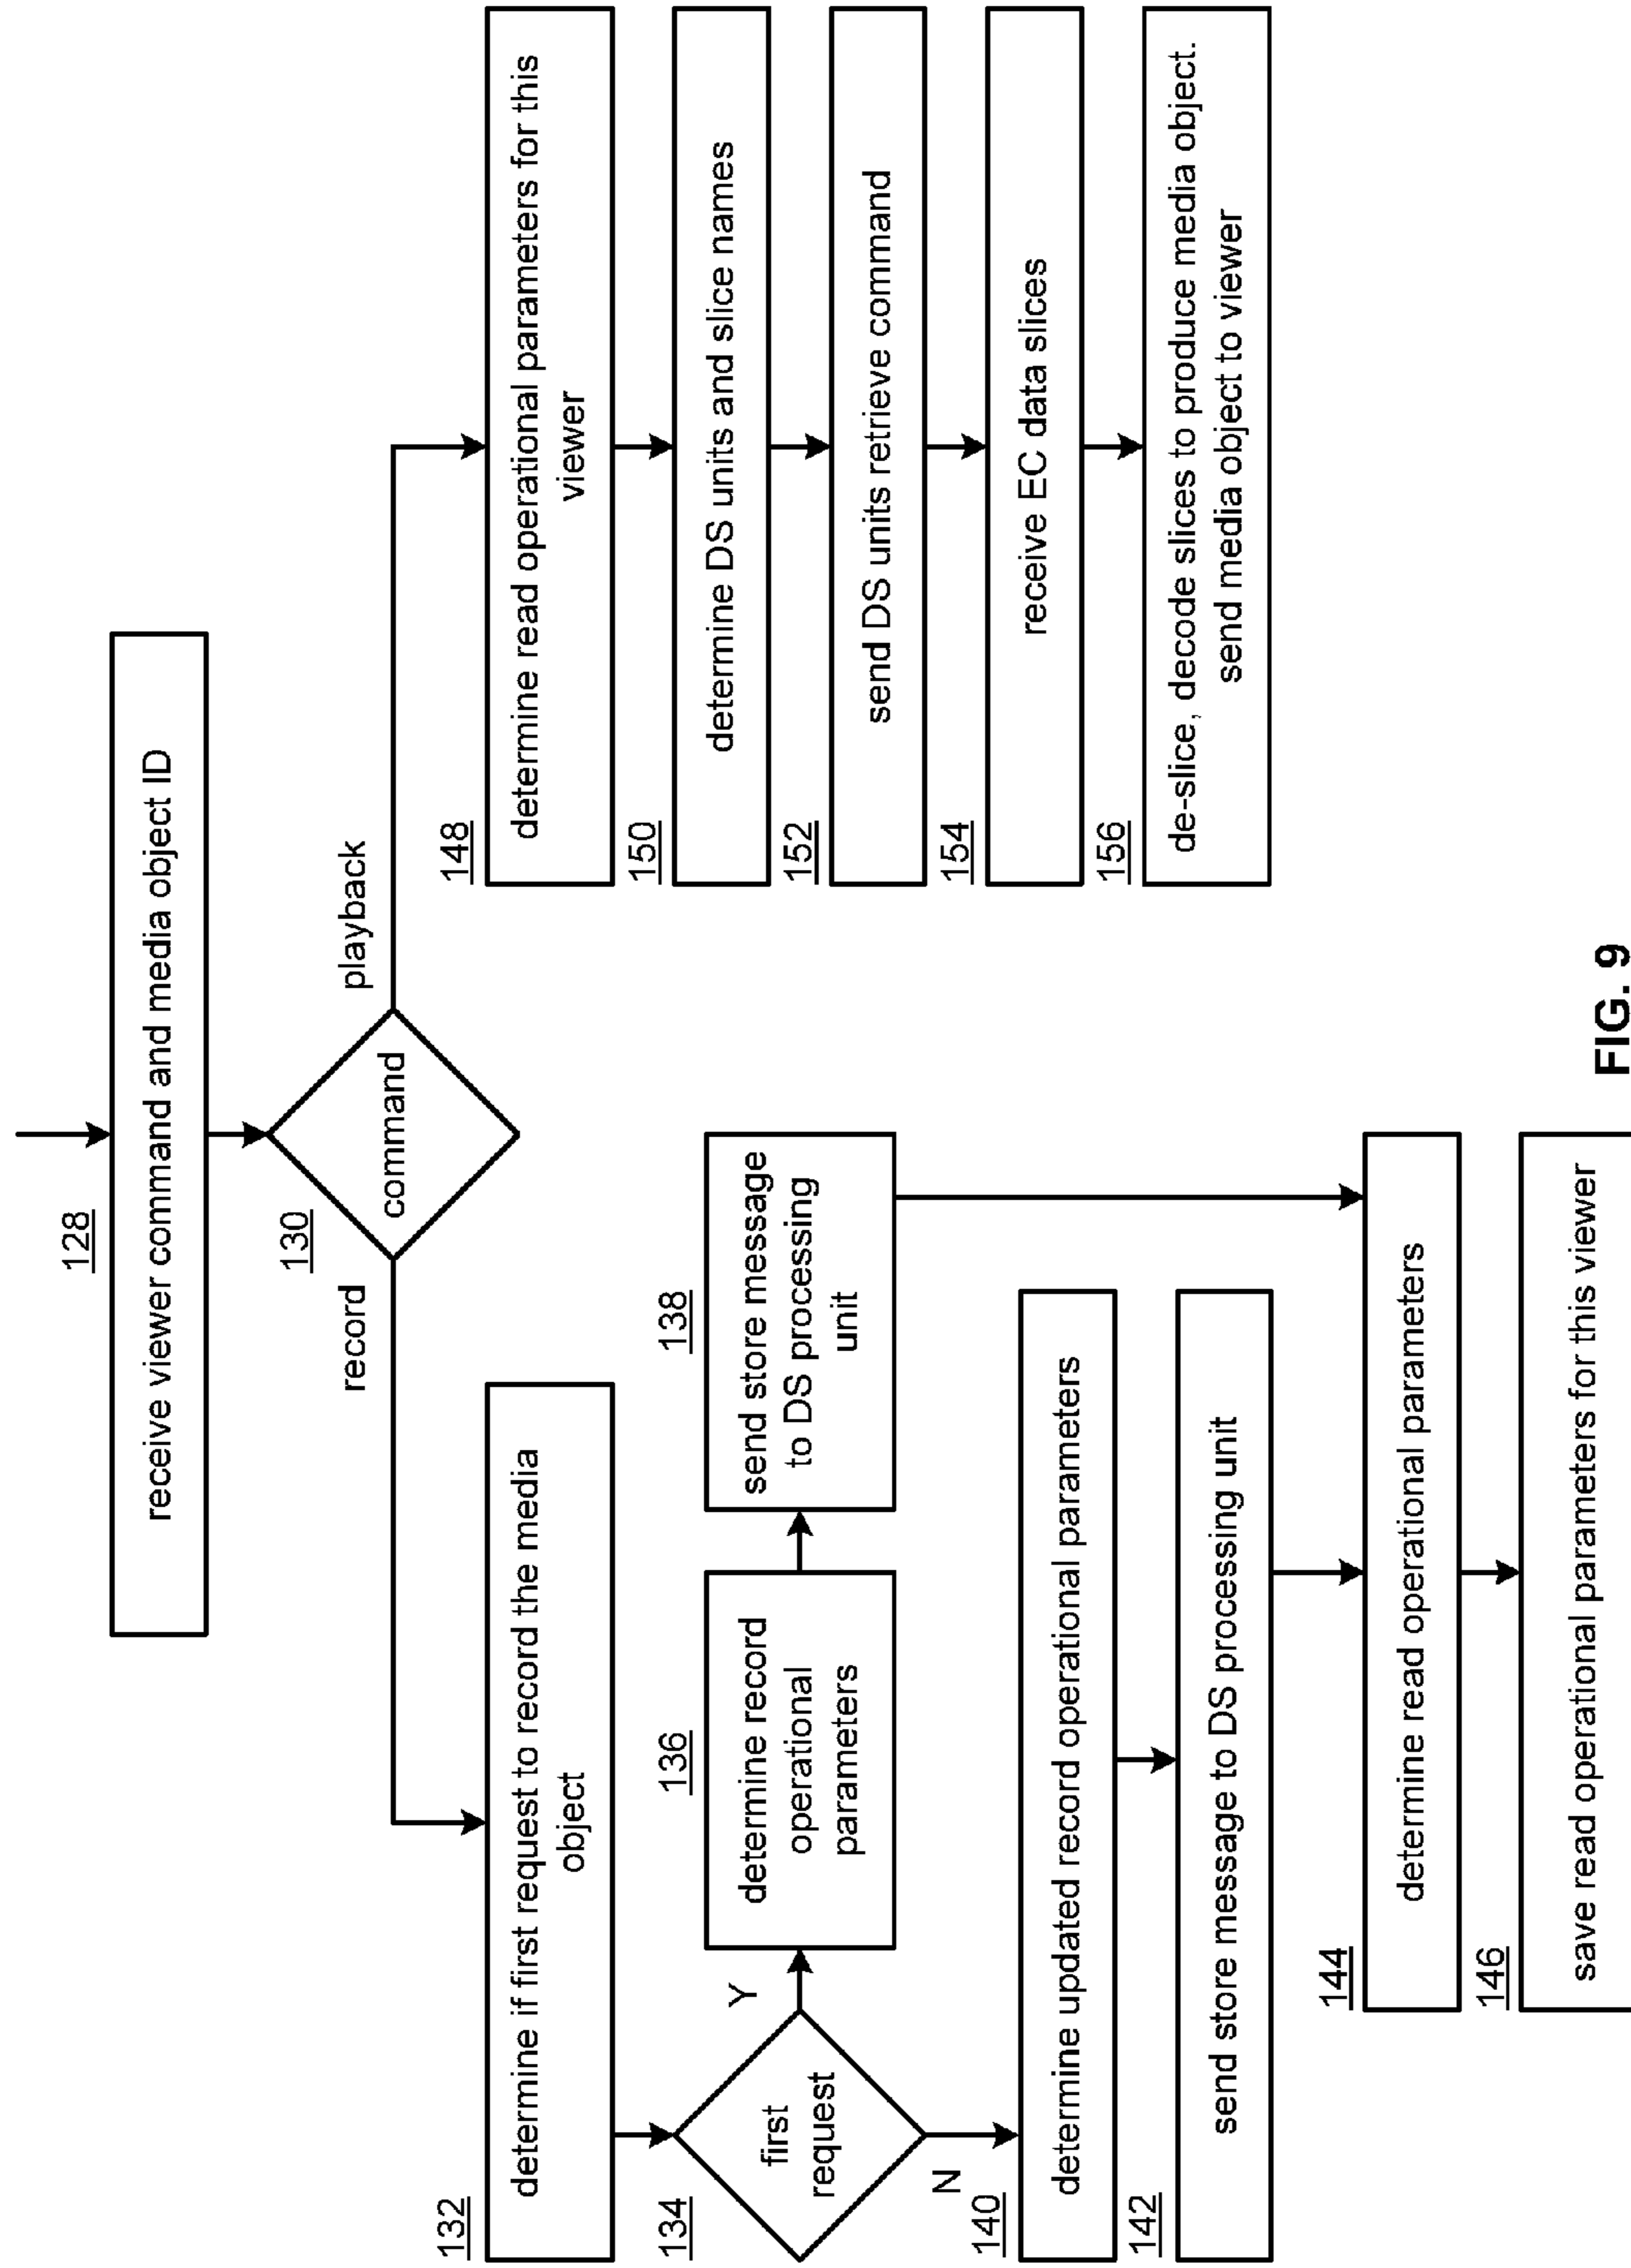 128
receive viewer command and media object ID
130
command
record
playback
132
determine if first request to record the media
object
134
first
request
Y
N
136
determine record
operational
parameters
138
send store message
to DS processing
unit
140
determine updated record operational parameters
142
send store message to DS processing unit
144
determine read operational parameters
146
save read operational parameters for this viewer
148
determine read operational parameters for this
viewer
150
determine DS units and slice names
152
send DS units retrieve command
154
receive EC data slices
156
de-slice, decode slices to produce media object.
send media object to viewer
FIG. 9